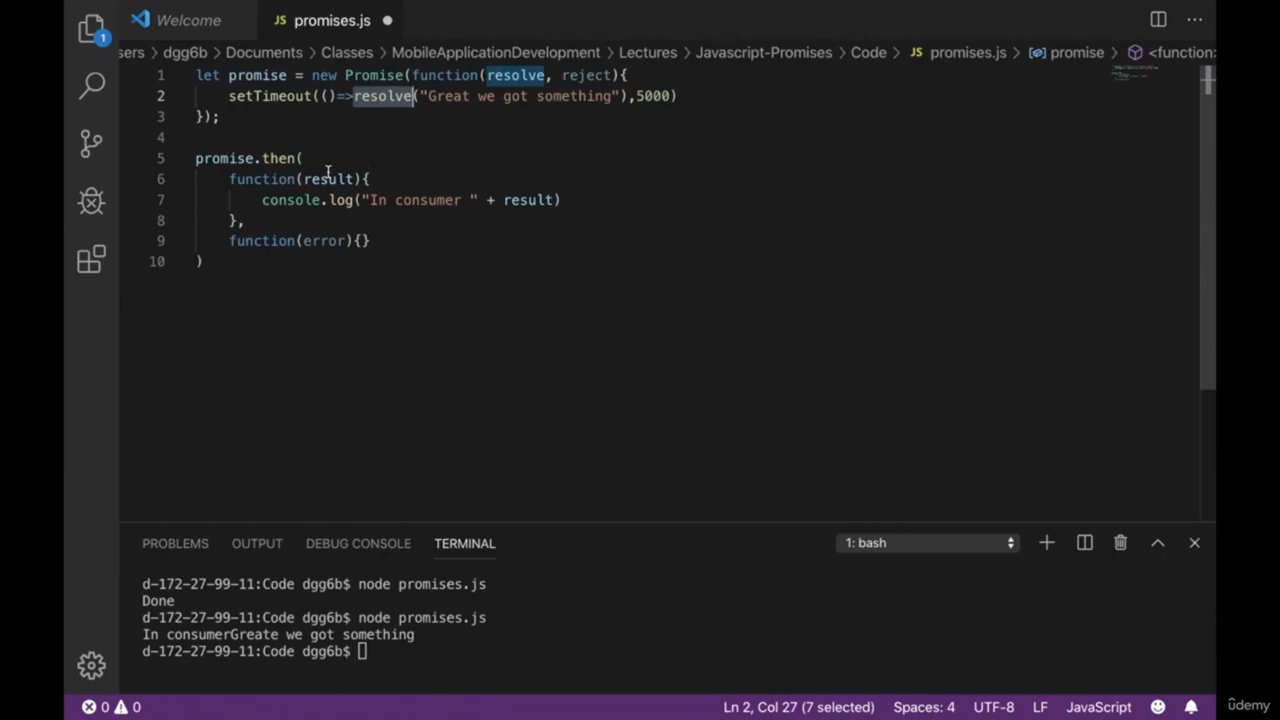 Welcome
JS promises.js
1
sers > dgg6b > Documents > Classes > MobileApplicationDevelopment > Lectures > Javascript-Promises > Code > JS promises.js > promise > <function>
1 let promise = new Promise(function(resolve, reject){
2 setTimeout(()=>resolve("Great we got something"),5000)
3 });
4
5 promise.then(
6 function(result){
7 console.log("In consumer " + result)
8 },
9 function(error){}
10 )
PROBLEMS OUTPUT DEBUG CONSOLE TERMINAL 1: bash
d-172-27-99-11:Code dgg6b$ node promises.js
Done
d-172-27-99-11:Code dgg6b$ node promises.js
In consumerGreate we got something
d-172-27-99-11:Code dgg6b$
0 0 Ln 2, Col 27 (7 selected) Spaces: 4 UTF-8 LF JavaScript
ûdemy